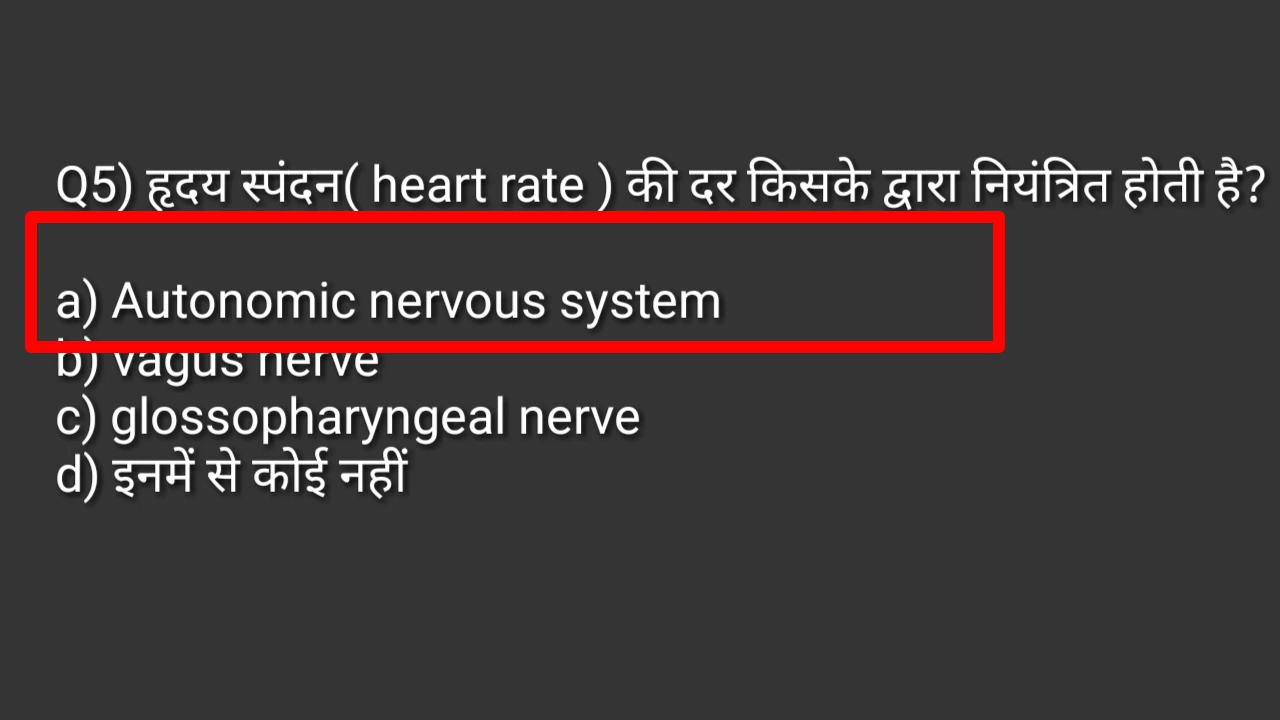 Q5) हृदय स्पंदन( heart rate ) की दर किसके द्वारा नियंत्रित होती है?
a) Autonomic nervous system
b) vagus nerve
c) glossopharyngeal nerve
d) इनमें से कोई नहीं